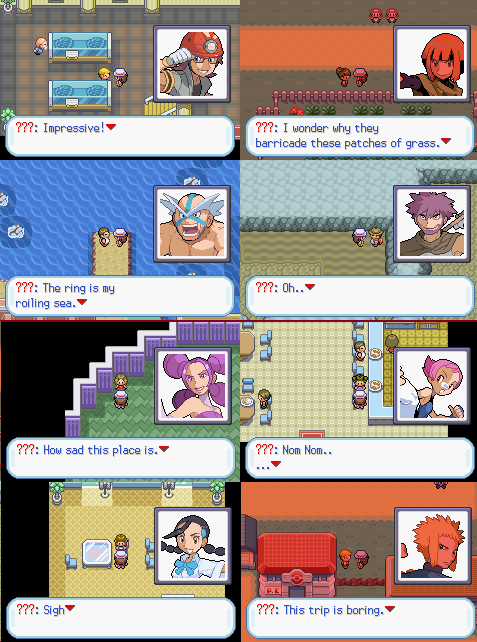 ???: Impressive!
???: I wonder why they
barricade these patches of grass.
???: The ring is my
roiling sea.
???: Oh..
???: How sad this place is.
???: Nom Nom..
...
???: Sigh
???: This trip is boring.